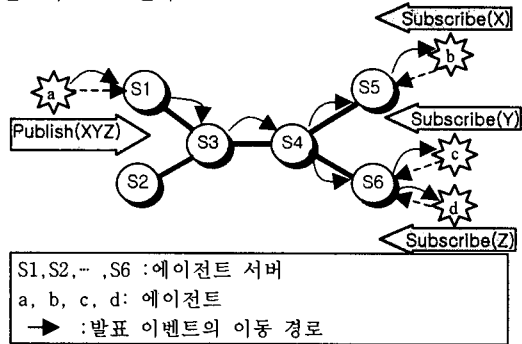 Subscribe(X)
b
S1
S5
a
Publish(XYZ)
Subscribe(Y)
S3
S4
c
S2
S6
d
Subscribe(Z)
S1,S2,… ,S6 :에이전트 서버
a, b, c, d: 에이전트
:발표 이벤트의 이동 경로